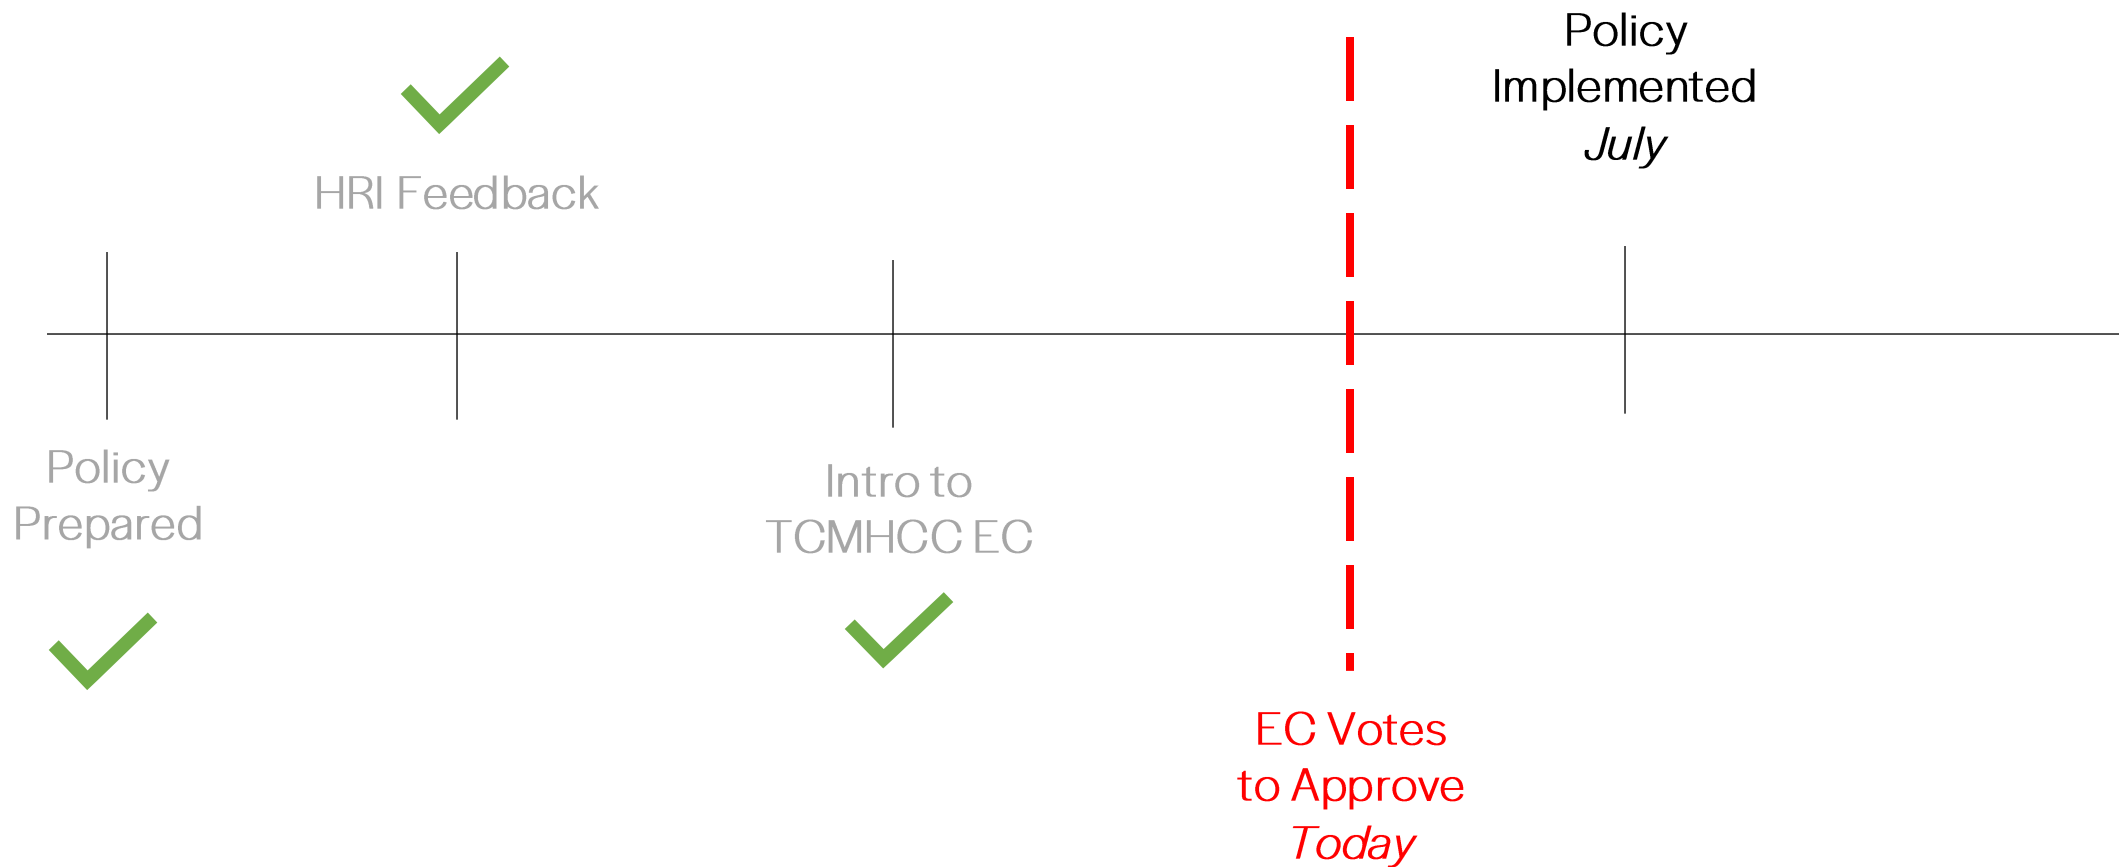 Policy
Prepared
HRI Feedback
Intro to
TCMHCC EC
EC Votes
to Approve
Today
Policy
Implemented
July